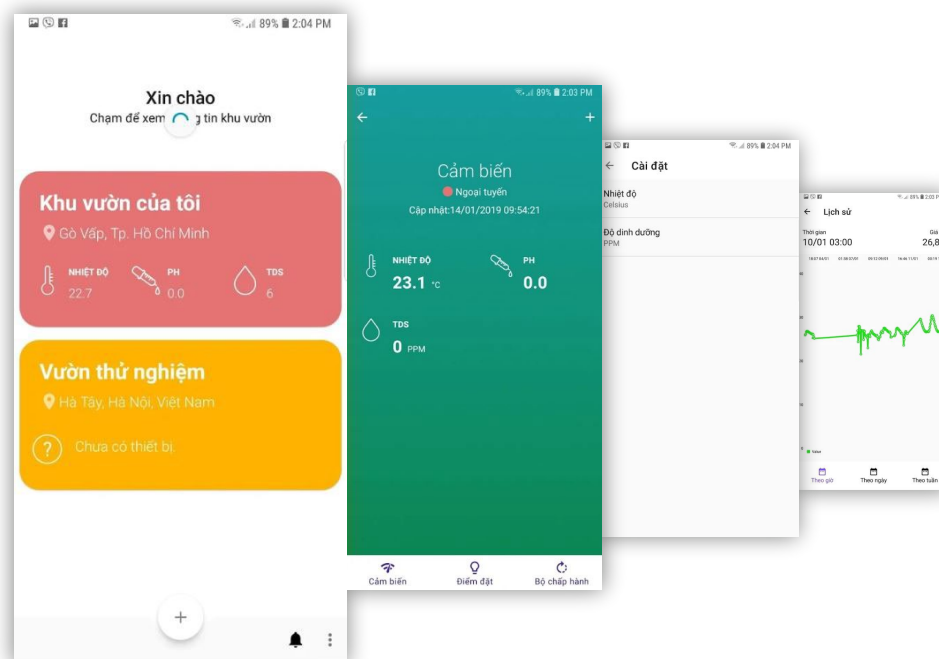 89% 2:04 PM
Xin chào
Chạm để xem g tin khu vườn
Khu vườn của tôi
Gò Vấp, Tp. Hồ Chí Minh
NHIỆT ĐỘ
22.7
PH
0.0
TDS
6
Vườn thử nghiệm
Hà Tây, Hà Nội, Việt Nam
? Chưa có thiết bị.
89% 2:03 PM
Cảm biến
Ngoại tuyến
Cập nhật:14/01/2019 09:54:21
NHIỆT ĐỘ
23.1 °C
PH
0.0
TDS
0 PPM
Cảm biến
Điểm đặt
Bộ chấp hành
89% 2:04 PM
Cài đặt
Nhiệt độ
Celsius
Độ dinh dưỡng
PPM
89% 2:03 P
Lịch sử
Thời gian
10/01 03:00
Giá
26,8
Theo giờ
Theo ngày
Theo tuần